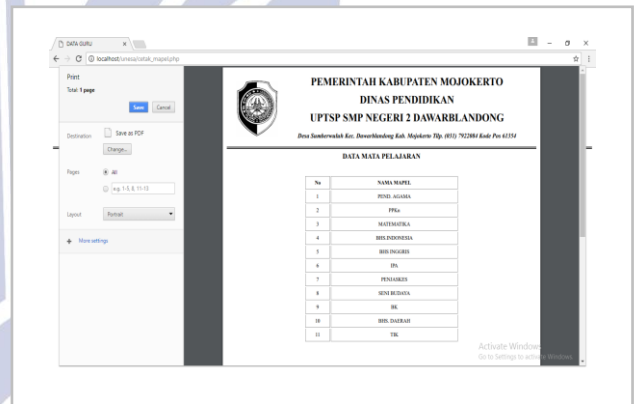 DATA GURU
localhost/unesa/cetak_mapel.php
Print
Total: 1 page
Save Cancel
Destination Save as PDF
Change...
Pages All
e.g. 1-5, 8, 11-13
Layout Portrait
+ More settings
PEMERINTAH KABUPATEN MOJOKERTO
DINAS PENDIDIKAN
UPTSP SMP NEGERI 2 DAWARBLANDONG
Desa Sumberwuluh Kec. Dawarblandong Kab. Mojokerto Tlp. (031) 7922084 Kode Pos 61354
DATA MATA PELAJARAN
No NAMA MAPEL
1 PEND. AGAMA
2 PPKn
3 MATEMATIKA
4 BHS.INDONESIA
5 BHS INGGRIS
6 IPA
7 PENJASKES
8 SENI BUDAYA
9 BK
10 BHS. DAERAH
11 TIK
Activate Windows
Go to Settings to activate Windows.